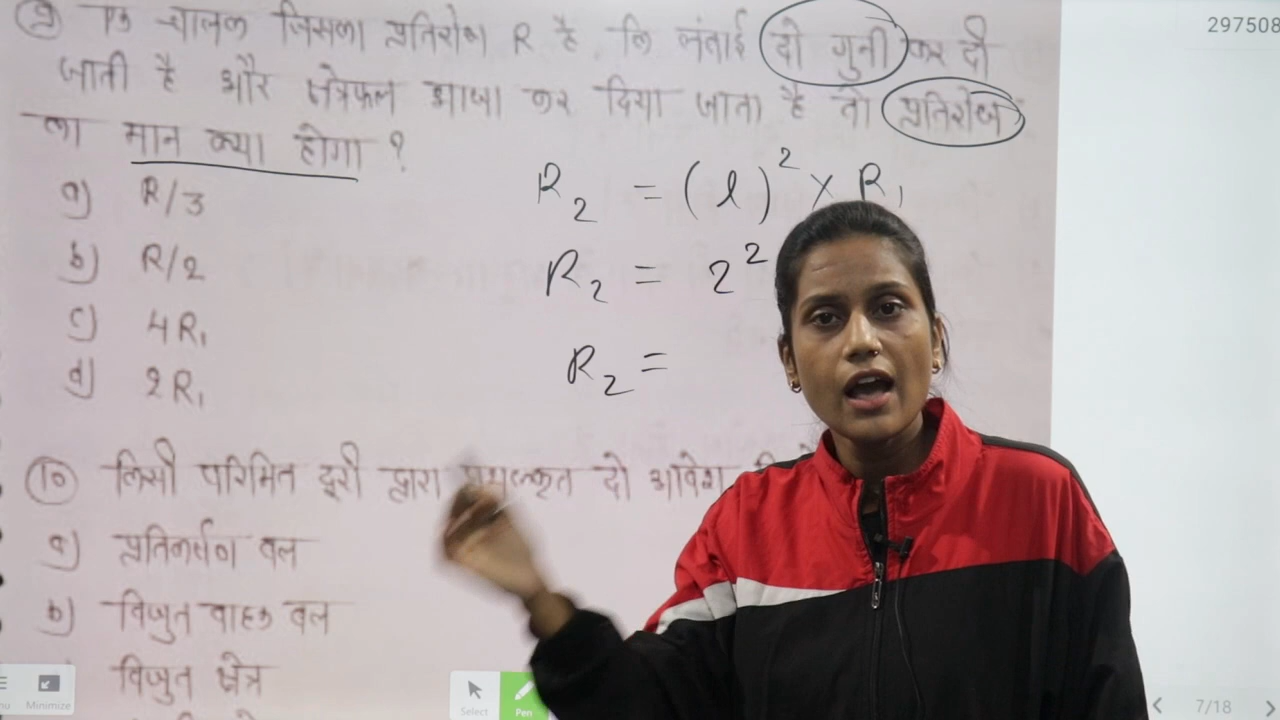 ⑨ एक चालक जिसका प्रतिरोध R है कि लंबाई दो गुनी कर दी
जाती है और क्षेत्रफल आधा कर दिया जाता है तो प्रतिरोध
का मान क्या होगा ?
a) R/3
b) R/2
c) 4R₁
d) 2R₁
R₂ = (l)² × R₁
R₂ = 2²
R₂ =
⑩ किसी परिमित दूरी द्वारा दो आवेश
a) प्रतिकर्षण बल
b) विधुत वाहक बल
विधुत क्षेत्र
297508
Minimize
Select
Pen
7/18